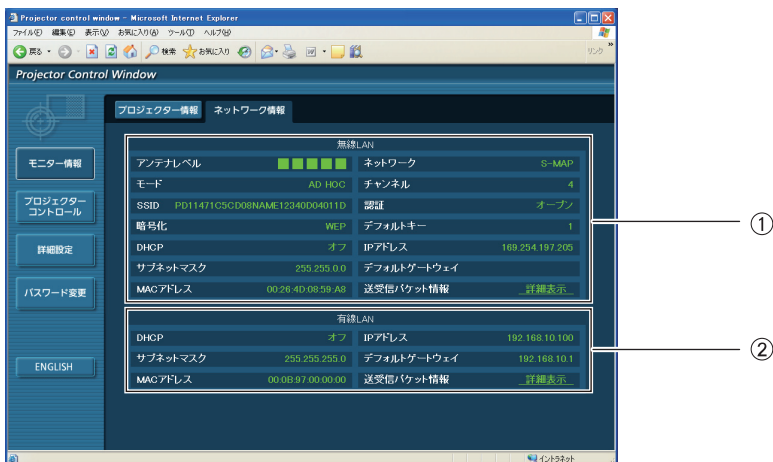 Projector control window - Microsoft Internet Explorer
ファイル(F) 編集(E) 表示(V) お気に入り(A) ツール(T) ヘルプ(H)
戻る 検索 お気に入り リンク »
Projector Control Window
プロジェクター情報 ネットワーク情報
モニター情報
プロジェクター
コントロール
詳細設定
パスワード変更
ENGLISH
無線LAN
アンテナレベル ネットワーク S-MAP
モード AD HOC チャンネル 4
SSID PD11471C5CD08NAME12340D04011D 認証 オープン
暗号化 WEP デフォルトキー 1
DHCP オフ IPアドレス 169.254.197.205
サブネットマスク 255.255.0.0 デフォルトゲートウェイ
MACアドレス 00:26:4D:08:59:A8 送受信パケット情報 詳細表示
①
有線LAN
DHCP オフ IPアドレス 192.168.10.100
サブネットマスク 255.255.255.0 デフォルトゲートウェイ 192.168.10.1
MACアドレス 00:0B:97:00:00:00 送受信パケット情報 詳細表示
②
イントラネット